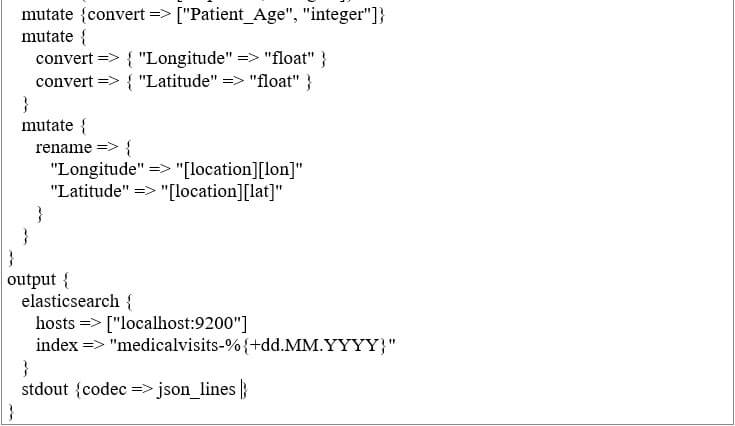 mutate {convert => ["Patient_Age", "integer"]}
mutate {
convert => { "Longitude" => "float" }
convert => { "Latitude" => "float" }
}
mutate {
rename => {
"Longitude" => "[location][lon]"
"Latitude" => "[location][lat]"
}
}
}
output {
elasticsearch {
hosts => ["localhost:9200"]
index => "medicalvisits-%{+dd.MM.YYYY}"
}
stdout {codec => json_lines }
}